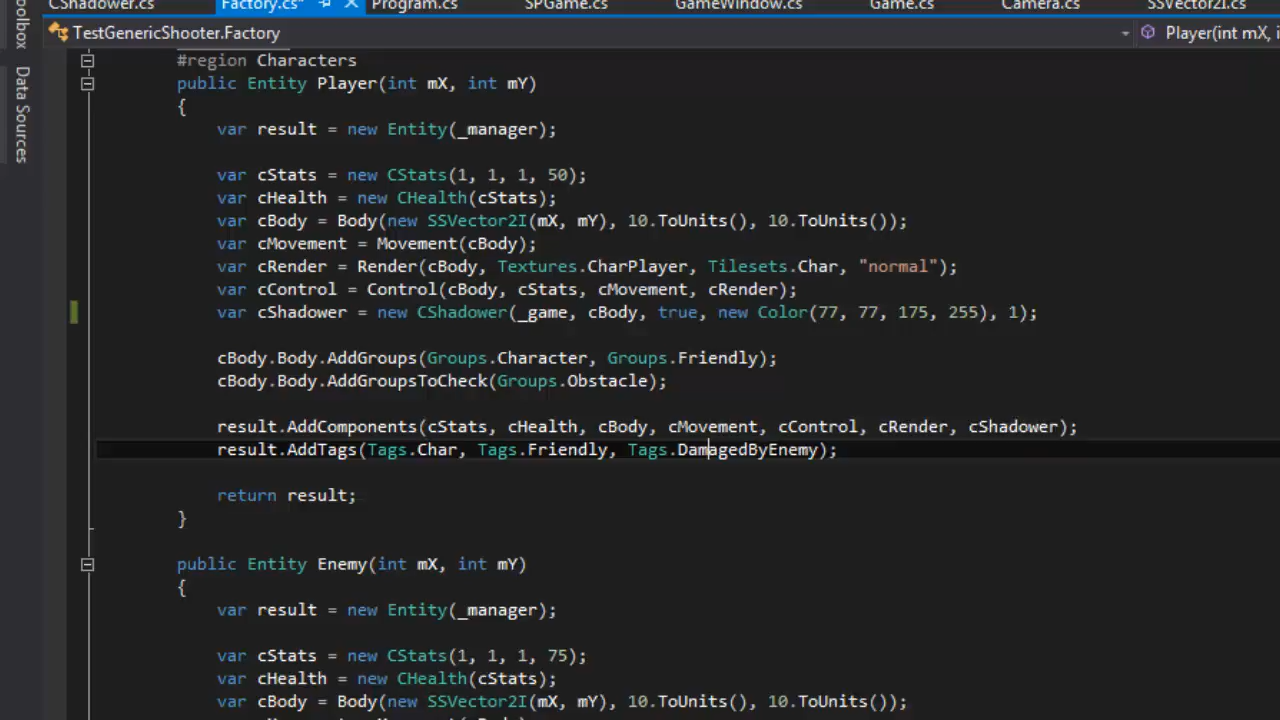 CShadower.cs Factory.cs* Program.cs SPGame.cs GameWindow.cs Game.cs Camera.cs SSVector2I.cs
TestGenericShooter.Factory Player(int mX, i
Data Sources
#region Characters
public Entity Player(int mX, int mY)
{
var result = new Entity(_manager);
var cStats = new CStats(1, 1, 1, 50);
var cHealth = new CHealth(cStats);
var cBody = Body(new SSVector2I(mX, mY), 10.ToUnits(), 10.ToUnits());
var cMovement = Movement(cBody);
var cRender = Render(cBody, Textures.CharPlayer, Tilesets.Char, "normal");
var cControl = Control(cBody, cStats, cMovement, cRender);
var cShadower = new CShadower(_game, cBody, true, new Color(77, 77, 175, 255), 1);
cBody.Body.AddGroups(Groups.Character, Groups.Friendly);
cBody.Body.AddGroupsToCheck(Groups.Obstacle);
result.AddComponents(cStats, cHealth, cBody, cMovement, cControl, cRender, cShadower);
result.AddTags(Tags.Char, Tags.Friendly, Tags.DamagedByEnemy);
return result;
}
public Entity Enemy(int mX, int mY)
{
var result = new Entity(_manager);
var cStats = new CStats(1, 1, 1, 75);
var cHealth = new CHealth(cStats);
var cBody = Body(new SSVector2I(mX, mY), 10.ToUnits(), 10.ToUnits());